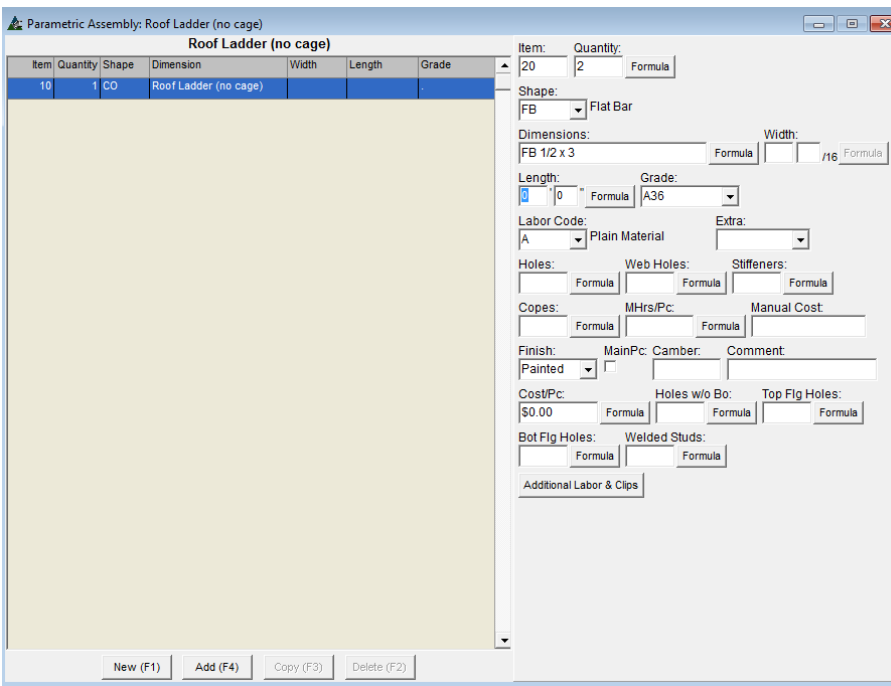 Parametric Assembly: Roof Ladder (no cage)
Roof Ladder (no cage)
Item Quantity Shape Dimension Width Length Grade
10 1 CO Roof Ladder (no cage) .
New (F1) Add (F4) Copy (F3) Delete (F2)
Item: Quantity:
20 2 Formula
Shape:
FB Flat Bar
Dimensions: Width:
FB 1/2 x 3 Formula /16 Formula
Length: Grade:
0 ' 0 " Formula A36
Labor Code: Extra:
A Plain Material
Holes: Web Holes: Stiffeners:
Formula Formula Formula
Copes: MHrs/Pc: Manual Cost:
Formula Formula
Finish: MainPc: Camber: Comment:
Painted
Cost/Pc: Holes w/o Bo: Top Flg Holes:
$0.00 Formula Formula Formula
Bot Flg Holes: Welded Studs:
Formula Formula
Additional Labor & Clips